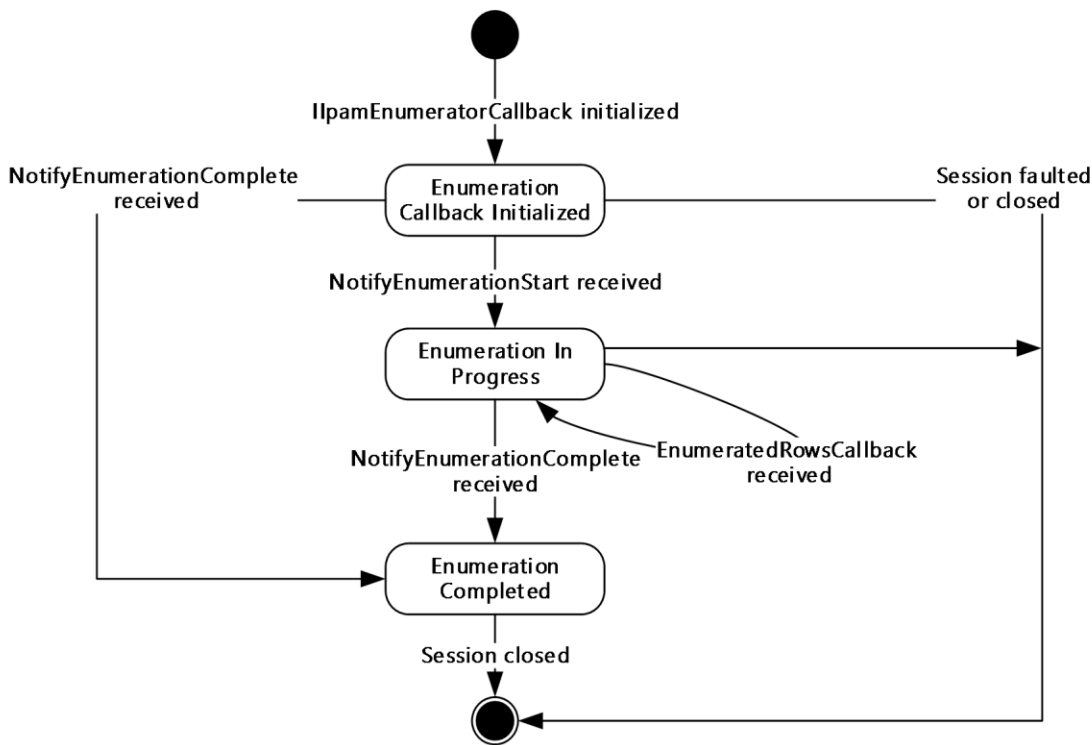 IIpamEnumeratorCallback initialized
NotifyEnumerationComplete
received
Enumeration
Callback Initialized
Session faulted
or closed
NotifyEnumerationStart received
Enumeration In
Progress
NotifyEnumerationComplete
received
EnumeratedRowsCallback
received
Enumeration
Completed
Session closed